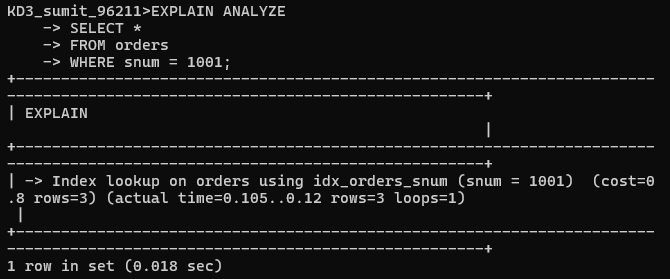 KD3_sumit_96211>EXPLAIN ANALYZE
    -> SELECT *
    -> FROM orders
    -> WHERE snum = 1001;
+------------------------------------------------------------------------
------------------------------------------------------+
| EXPLAIN
                                                      |
+------------------------------------------------------------------------
------------------------------------------------------+
| -> Index lookup on orders using idx_orders_snum (snum = 1001)  (cost=0
.8 rows=3) (actual time=0.105..0.12 rows=3 loops=1)
 |
+------------------------------------------------------------------------
------------------------------------------------------+
1 row in set (0.018 sec)